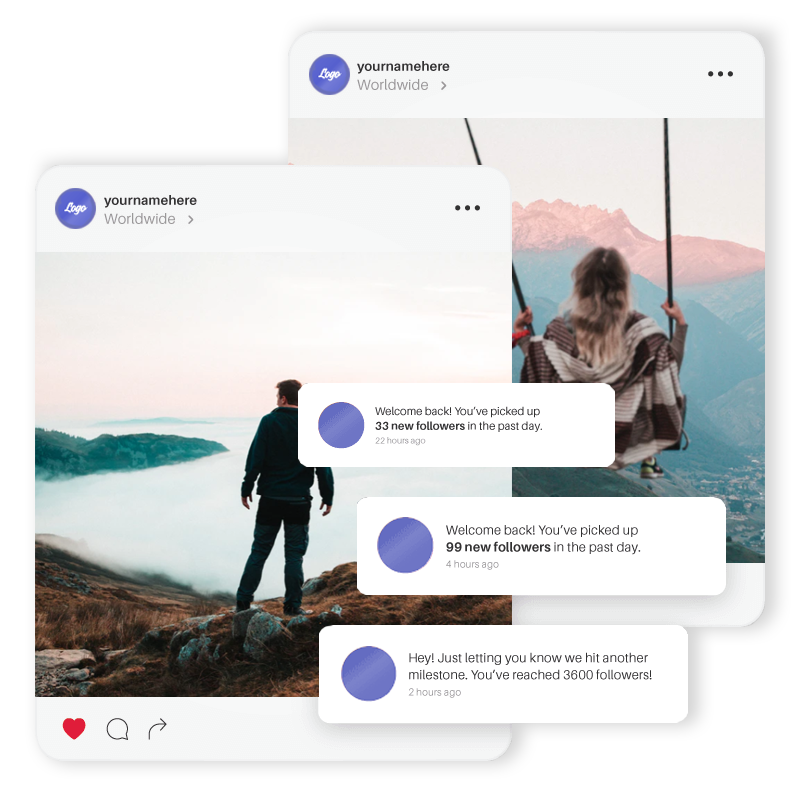 Logo
yournamehere
Worldwide >
Logo
yournamehere
Worldwide >
Welcome back! You’ve picked up
33 new followers in the past day.
22 hours ago
Welcome back! You’ve picked up
99 new followers in the past day.
4 hours ago
Hey! Just letting you know we hit another
milestone. You’ve reached 3600 followers!
2 hours ago